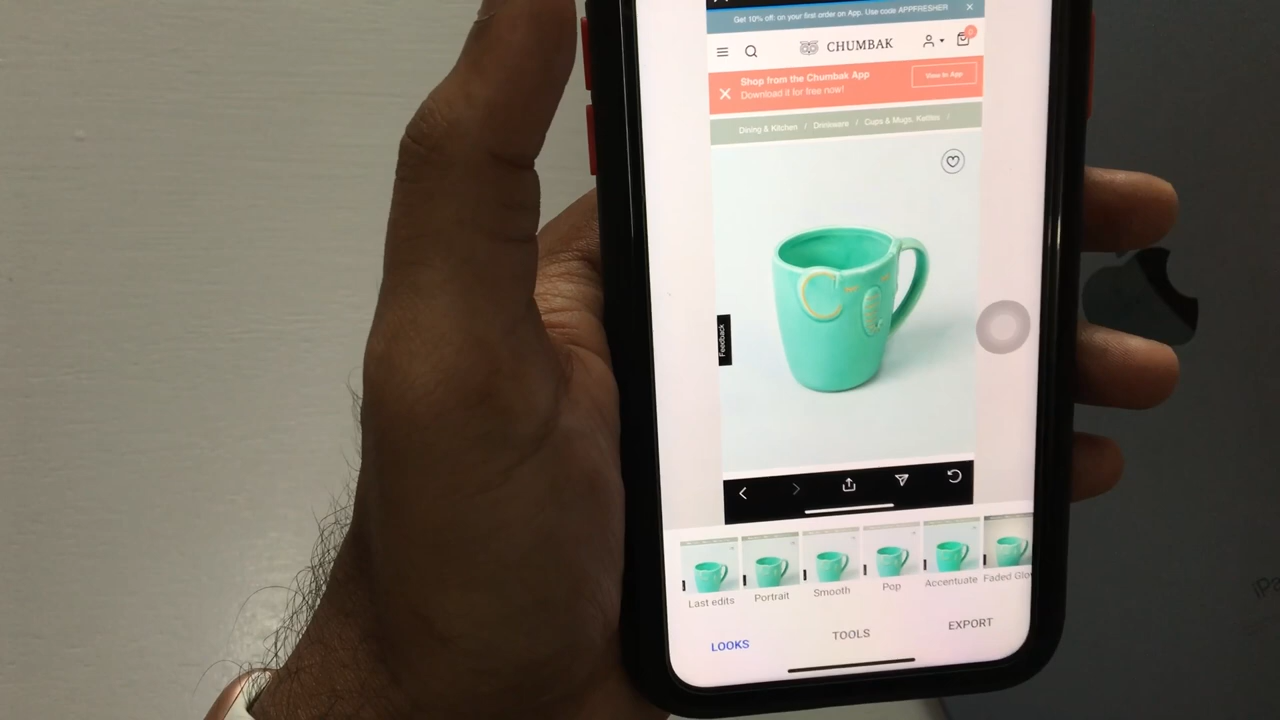 Get 10% off: on your first order on App. Use code APPFRESHER
CHUMBAK
0
Shop from the Chumbak App
View In App
Download it for free now!
Dining & Kitchen / Drinkware / Cups & Mugs, Kettles /
Feedback
Last edits
Portrait
Smooth
Pop
Accentuate
Faded Glo
LOOKS
TOOLS
EXPORT